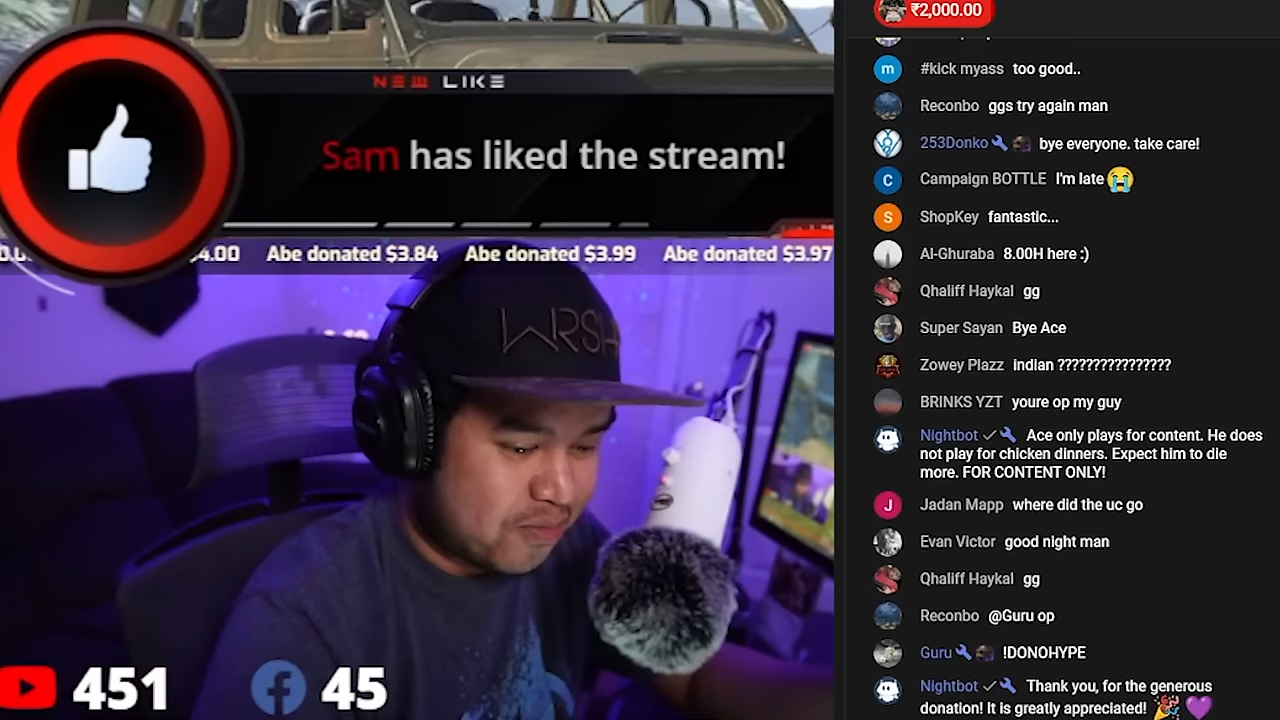 NEW LIKE
Sam has liked the stream!
$4.00 Abe donated $3.84 Abe donated $3.99 Abe donated $3.97
WRSH
451
45
₹2,000.00
m #kick myass too good..
Reconbo ggs try again man
253Donko bye everyone. take care!
C Campaign BOTTLE I'm late
S ShopKey fantastic...
Al-Ghuraba 8.00H here :)
Qhaliff Haykal gg
Super Sayan Bye Ace
Zowey Plazz indian ????????????????
BRINKS YZT youre op my guy
Nightbot Ace only plays for content. He does
not play for chicken dinners. Expect him to die
more. FOR CONTENT ONLY!
J Jadan Mapp where did the uc go
Evan Victor good night man
Qhaliff Haykal gg
Reconbo @Guru op
Guru !DONOHYPE
Nightbot Thank you, for the generous
donation! It is greatly appreciated!